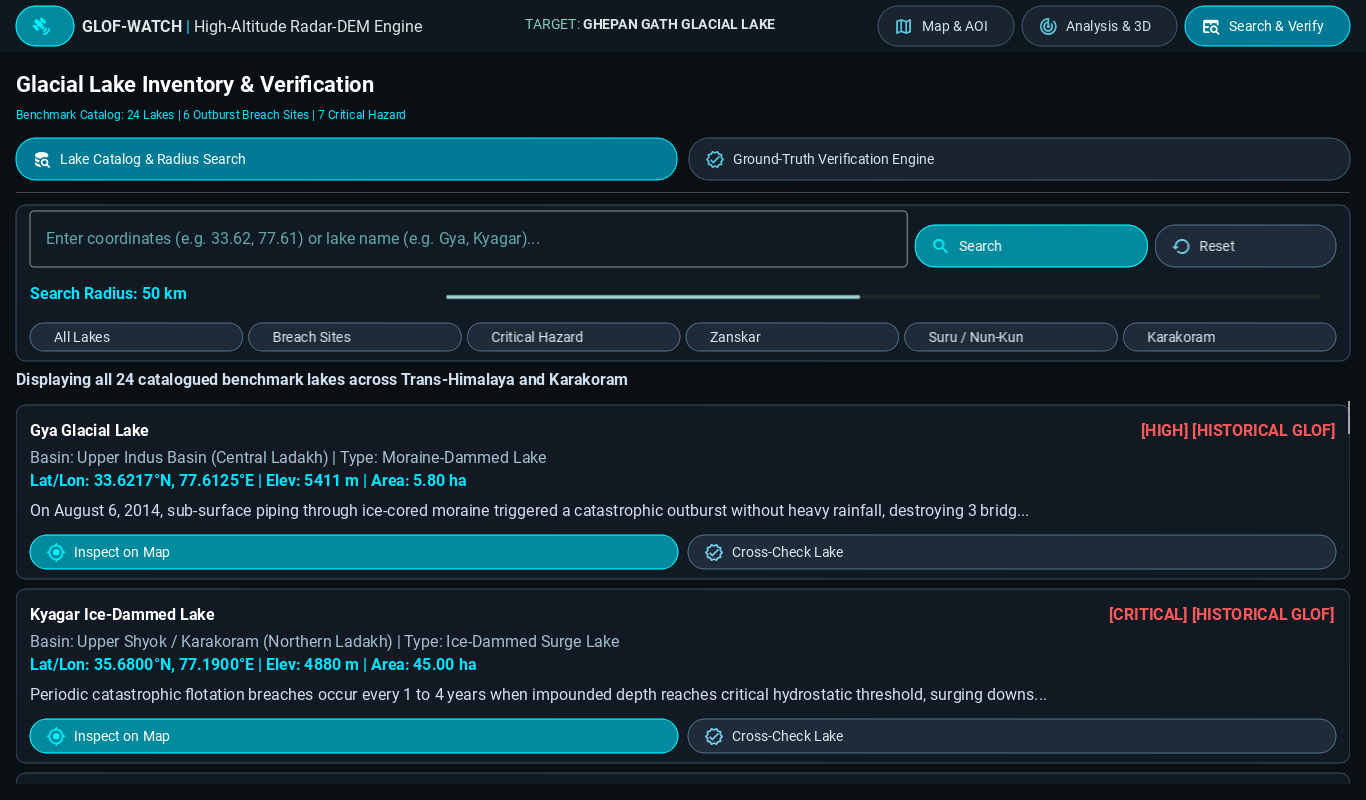 GLOF-WATCH | High-Altitude Radar-DEM Engine
TARGET: GHEPAN GATH GLACIAL LAKE
Map & AOI
Analysis & 3D
Search & Verify
Glacial Lake Inventory & Verification
Benchmark Catalog: 24 Lakes | 6 Outburst Breach Sites | 7 Critical Hazard
Lake Catalog & Radius Search
Ground-Truth Verification Engine
Enter coordinates (e.g. 33.62, 77.61) or lake name (e.g. Gya, Kyagar)...
Search
Reset
Search Radius: 50 km
All Lakes
Breach Sites
Critical Hazard
Zanskar
Suru / Nun-Kun
Karakoram
Displaying all 24 catalogued benchmark lakes across Trans-Himalaya and Karakoram
Gya Glacial Lake
[HIGH] [HISTORICAL GLOF]
Basin: Upper Indus Basin (Central Ladakh) | Type: Moraine-Dammed Lake
Lat/Lon: 33.6217°N, 77.6125°E | Elev: 5411 m | Area: 5.80 ha
On August 6, 2014, sub-surface piping through ice-cored moraine triggered a catastrophic outburst without heavy rainfall, destroying 3 bridg...
Inspect on Map
Cross-Check Lake
Kyagar Ice-Dammed Lake
[CRITICAL] [HISTORICAL GLOF]
Basin: Upper Shyok / Karakoram (Northern Ladakh) | Type: Ice-Dammed Surge Lake
Lat/Lon: 35.6800°N, 77.1900°E | Elev: 4880 m | Area: 45.00 ha
Periodic catastrophic flotation breaches occur every 1 to 4 years when impounded depth reaches critical hydrostatic threshold, surging downs...
Inspect on Map
Cross-Check Lake